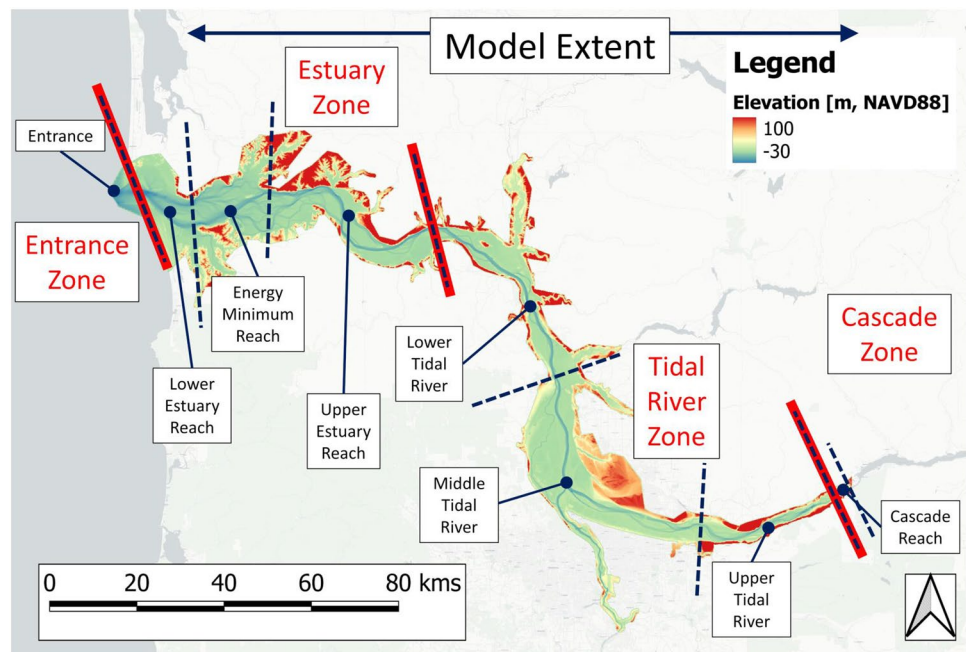 Model Extent
Legend
Elevation [m, NAVD88]
100
-30
Estuary
Zone
Entrance
Entrance
Zone
Energy
Minimum
Reach
Lower
Estuary
Reach
Upper
Estuary
Reach
Lower
Tidal
River
Cascade
Zone
Tidal
River
Zone
Middle
Tidal
River
Cascade
Reach
Upper
Tidal
River
0 20 40 60 80 kms